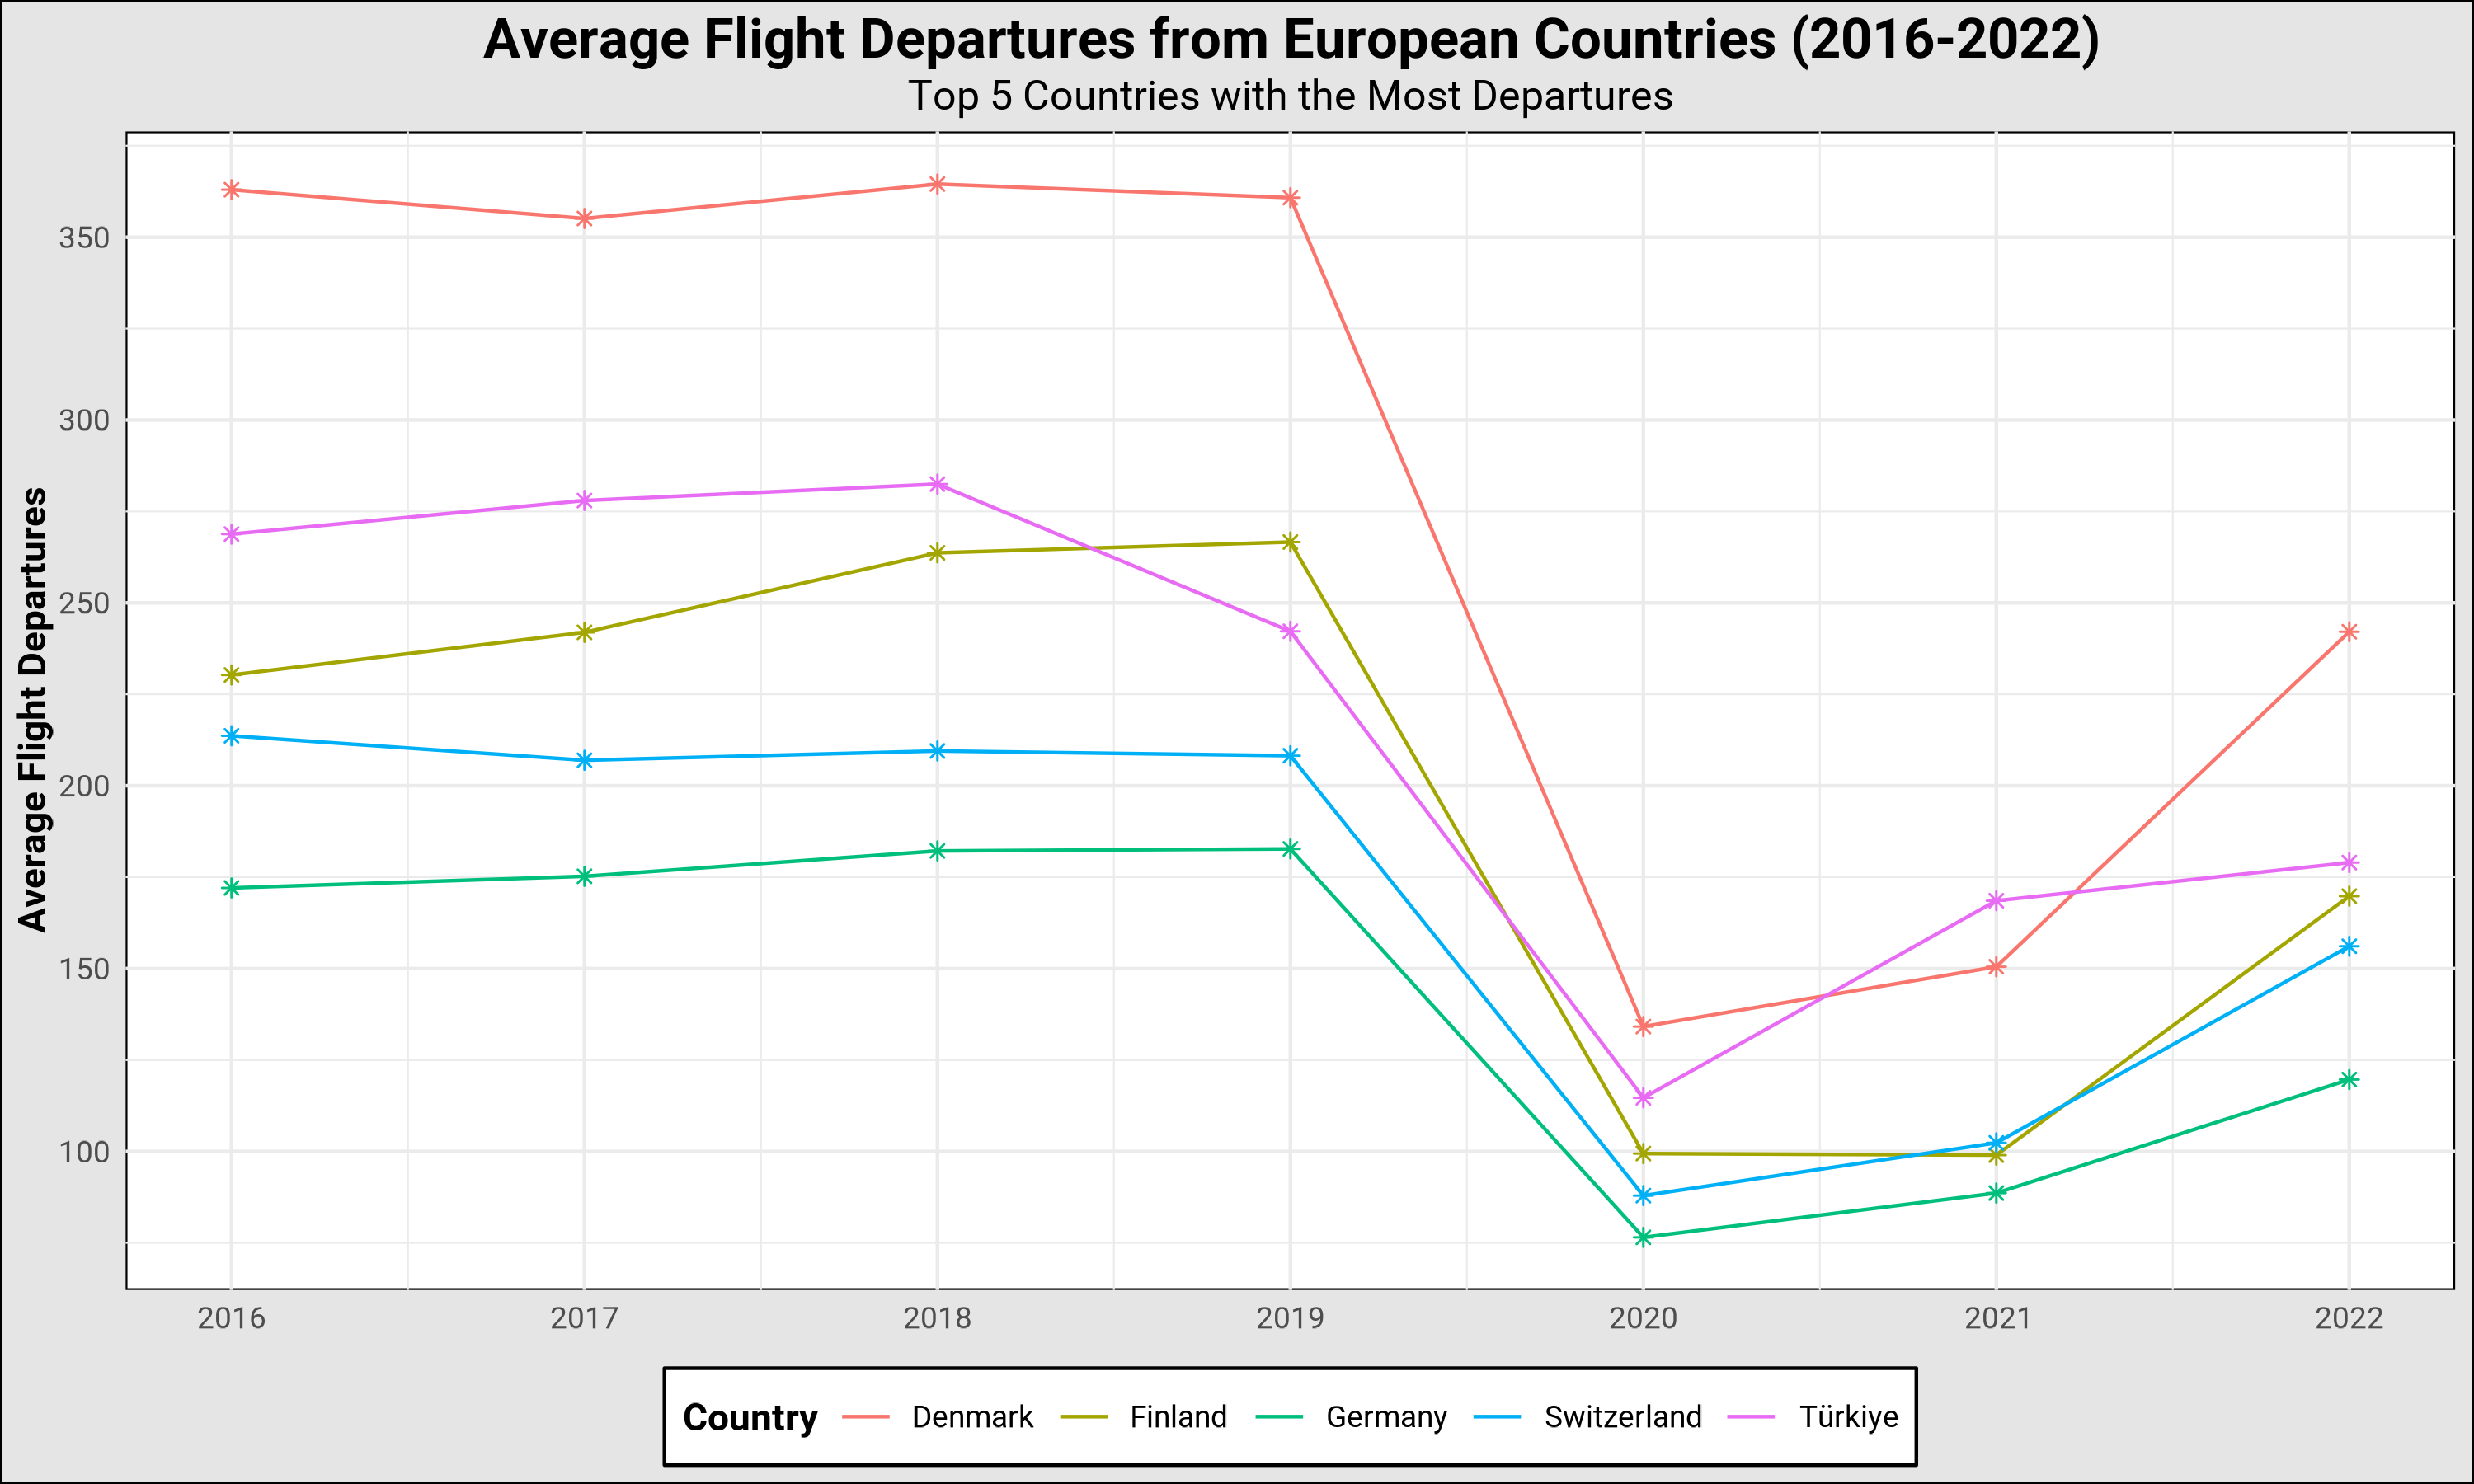 Average Flight Departures from European Countries (2016-2022)
Top 5 Countries with the Most Departures
Average Flight Departures
350
300
250
200
150
100
2016 2017 2018 2019 2020 2021 2022
Country Denmark Finland Germany Switzerland Türkiye